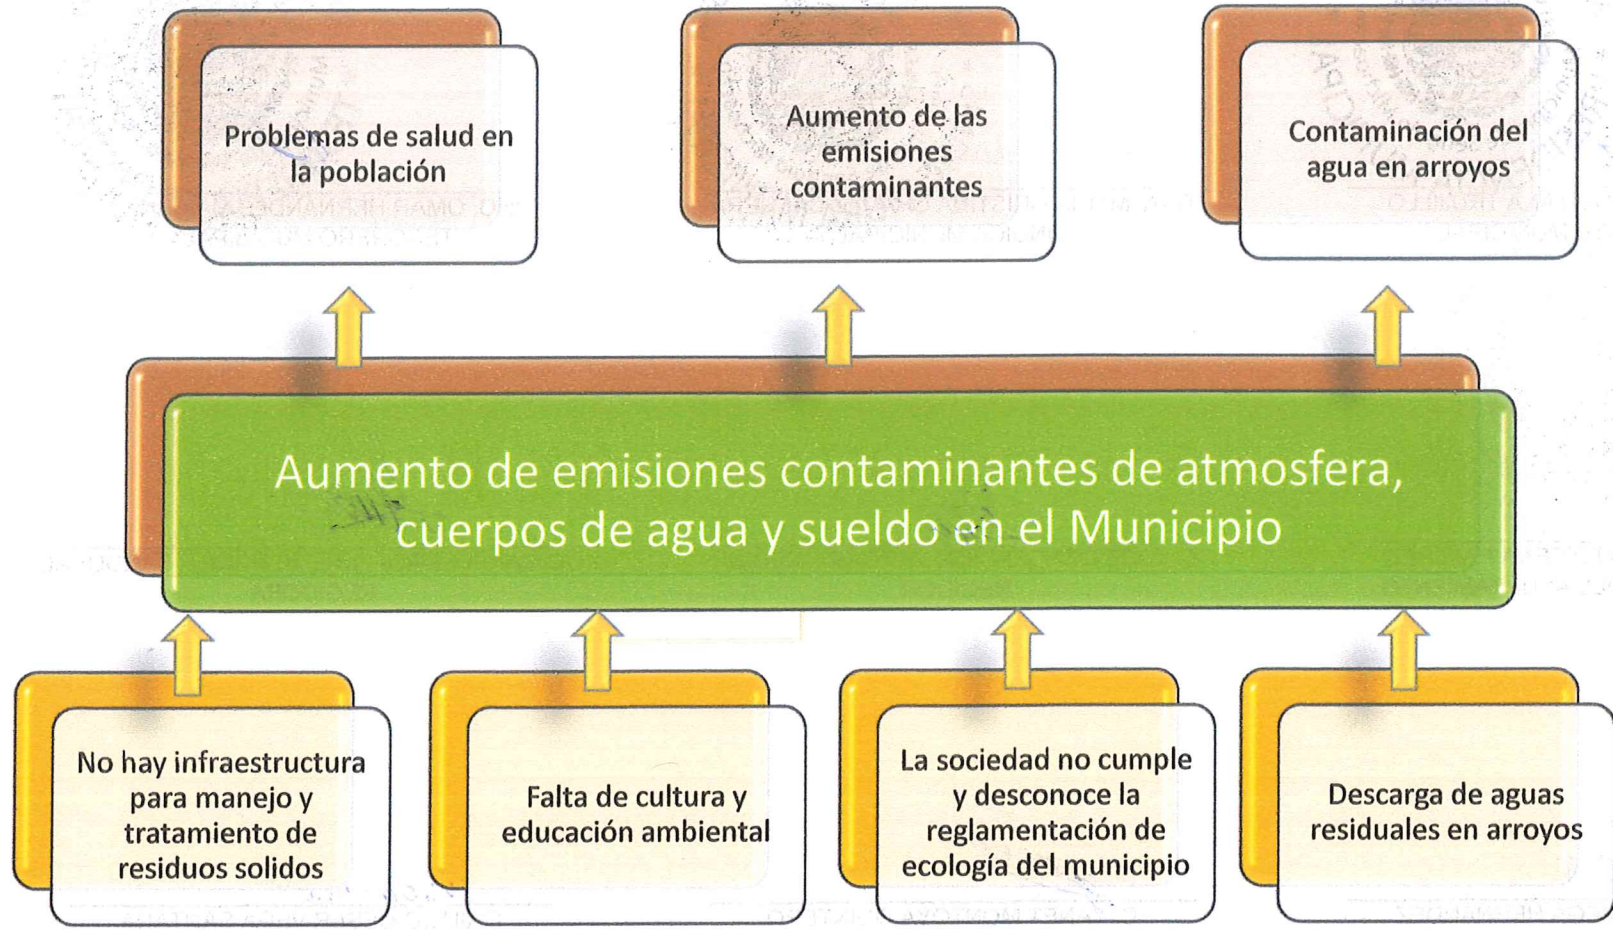 Problemas de salud en
la población
Aumento de las
emisiones
contaminantes
Contaminación del
agua en arroyos
Aumento de emisiones contaminantes de atmosfera,
cuerpos de agua y sueldo en el Municipio
No hay infraestructura
para manejo y
tratamiento de
residuos solidos
Falta de cultura y
educación ambiental
La sociedad no cumple
y desconoce la
reglamentación de
ecología del municipio
Descarga de aguas
residuales en arroyos